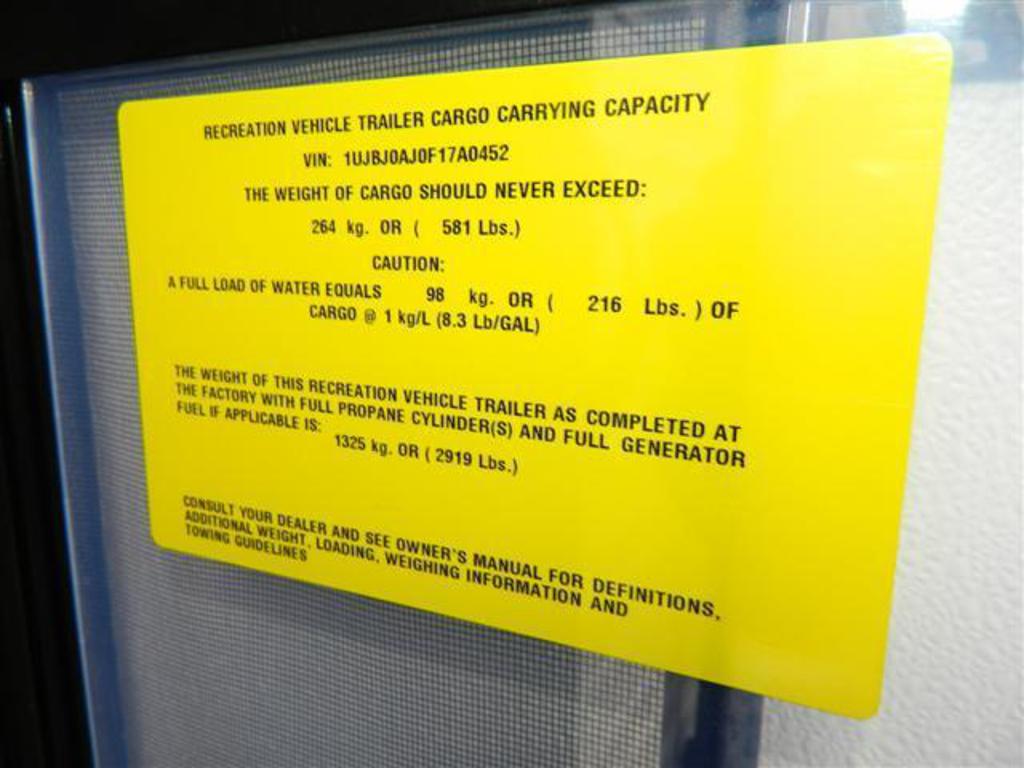 RECREATION VEHICLE TRAILER CARGO CARRYING CAPACITY
VIN: 1UJBJ0AJ0F17A0452
THE WEIGHT OF CARGO SHOULD NEVER EXCEED:
264 kg. OR ( 581 Lbs.)
CAUTION:
A FULL LOAD OF WATER EQUALS 98 kg. OR ( 216 Lbs. ) OF
CARGO @ 1 kg/L (8.3 Lb/GAL)
THE WEIGHT OF THIS RECREATION VEHICLE TRAILER AS COMPLETED AT
THE FACTORY WITH FULL PROPANE CYLINDER(S) AND FULL GENERATOR
FUEL IF APPLICABLE IS:
1325 kg. OR ( 2919 Lbs.)
CONSULT YOUR DEALER AND SEE OWNER'S MANUAL FOR DEFINITIONS,
ADDITIONAL WEIGHT, LOADING, WEIGHING INFORMATION AND
TOWING GUIDELINES